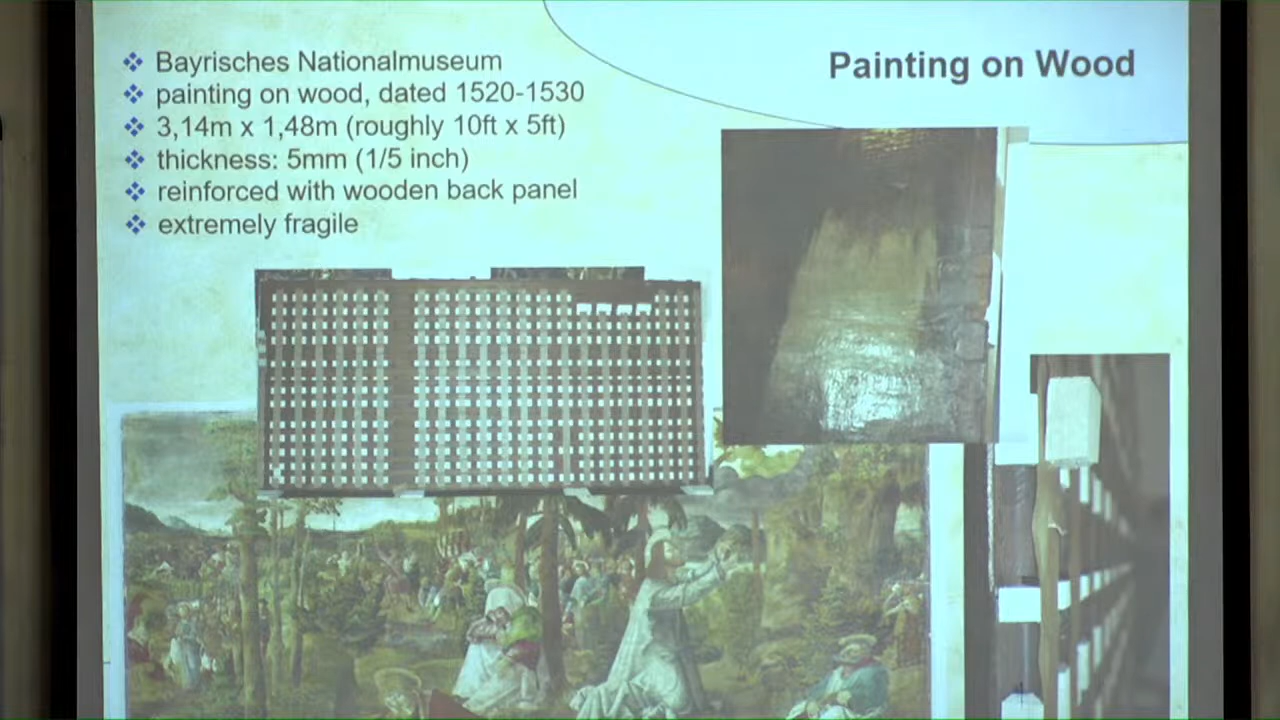 Painting on Wood
Bayrisches Nationalmuseum
painting on wood, dated 1520-1530
3,14m x 1,48m (roughly 10ft x 5ft)
thickness: 5mm (1/5 inch)
reinforced with wooden back panel
extremely fragile